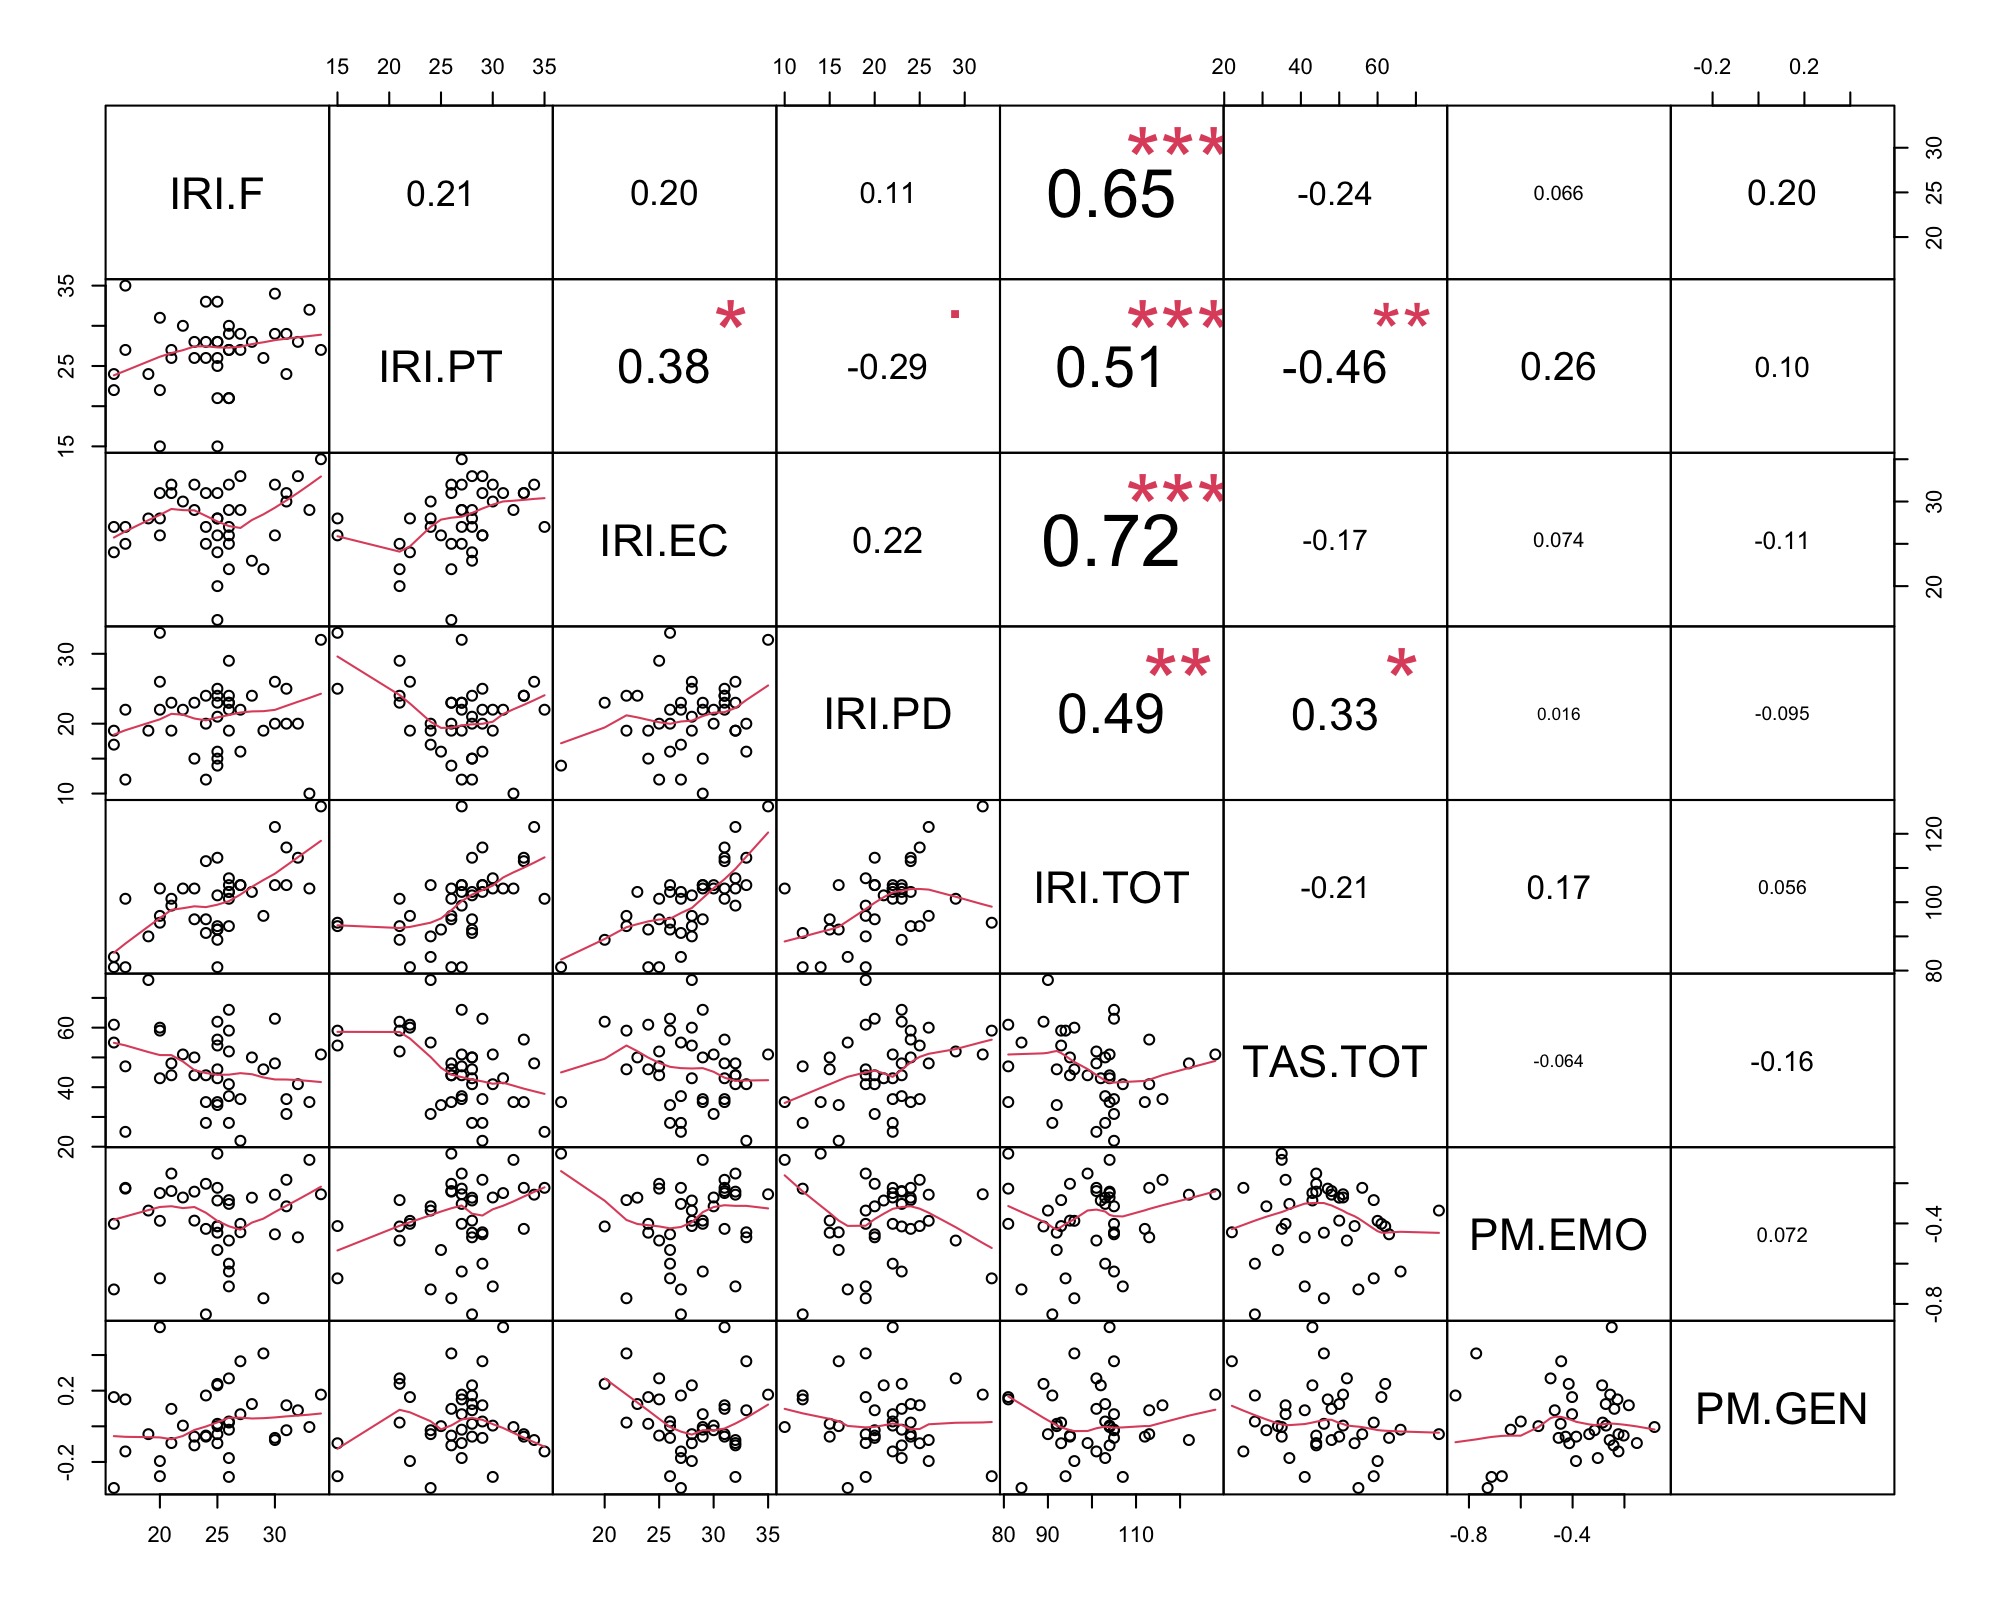 15 20 25 30 35 10 15 20 25 30 20 40 60 -0.2 0.2
***
IRI.F 0.21 0.20 0.11 0.65 -0.24 0.066 0.20
20 25 30
* . *** **
15 25 35
IRI.PT 0.38 -0.29 0.51 -0.46 0.26 0.10
***
IRI.EC 0.22 0.72 -0.17 0.074 -0.11
20 30
** *
10 20 30
IRI.PD 0.49 0.33 0.016 -0.095
IRI.TOT -0.21 0.17 0.056
80 100 120
20 40 60
TAS.TOT -0.064 -0.16
PM.EMO 0.072
-0.8 -0.4
-0.2 0.2
PM.GEN
20 25 30 20 25 30 35 80 90 110 -0.8 -0.4